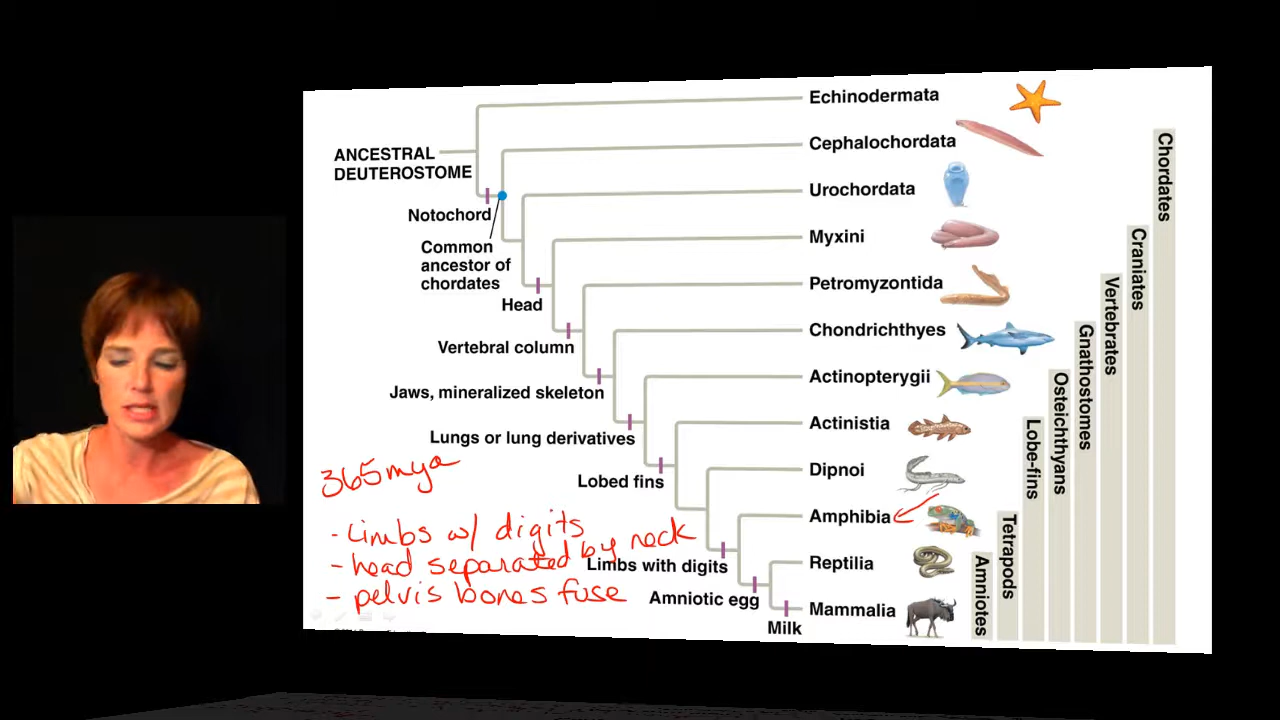 Echinodermata
Cephalochordata
ANCESTRAL
DEUTEROSTOME
Urochordata
Notochord
Common
ancestor of
chordates
Myxini
Head
Petromyzontida
Vertebral column
Chondrichthyes
Jaws, mineralized skeleton
Actinopterygii
Lungs or lung derivatives
Actinistia
Lobed fins
Dipnoi
Amphibia
Limbs with digits
Reptilia
Amniotic egg
Mammalia
Milk
Chordates
Craniates
Vertebrates
Gnathostomes
Osteichthyans
Lobe-fins
Tetrapods
Amniotes
365mya
- Limbs w/ digits
- head separated by neck
- pelvis bones fuse